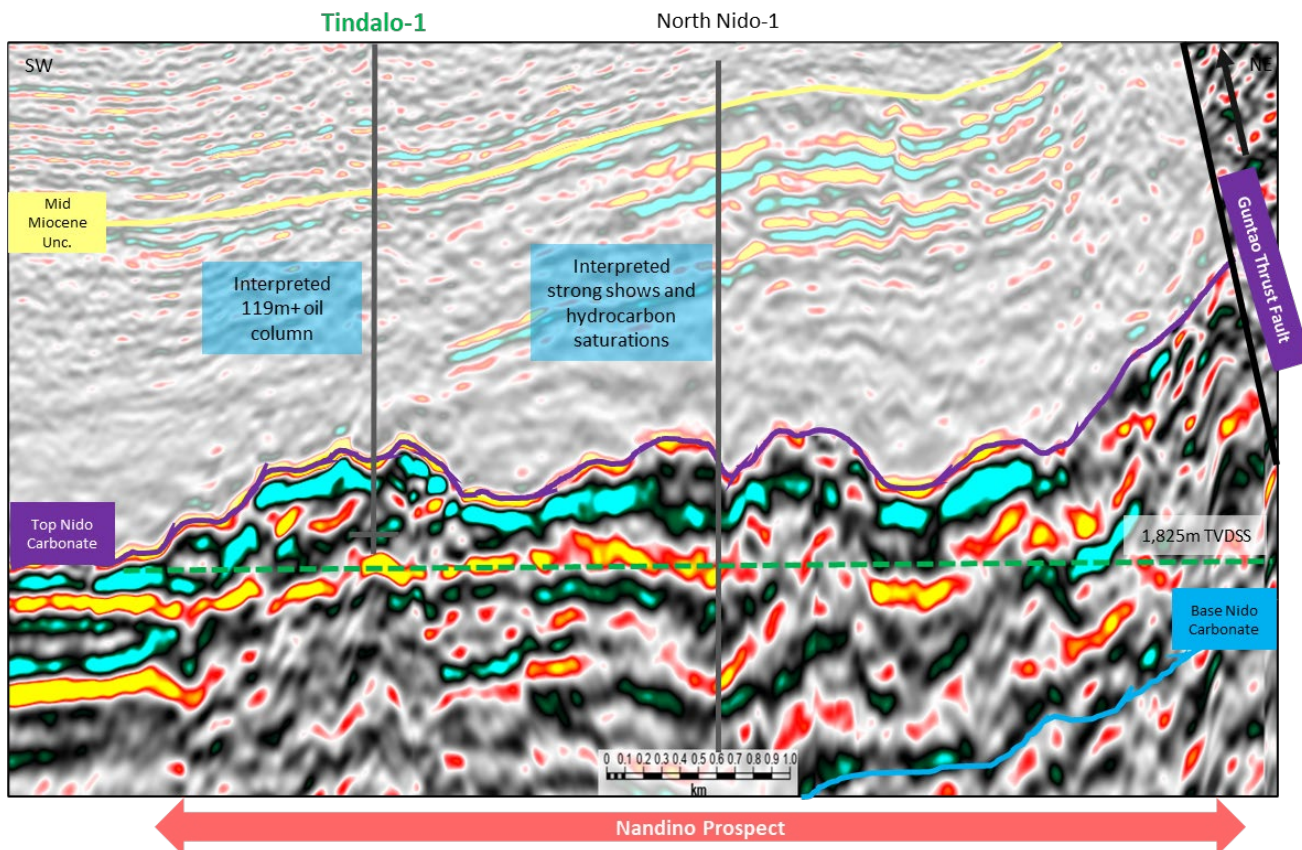 Tindalo-1
North Nido-1
SW
NE
Mid
Miocene
Unc.
Interpreted
119m+ oil
column
Interpreted
strong shows and
hydrocarbon
saturations
Guntao Thrust Fault
Top Nido
Carbonate
1,825m TVDSS
Base Nido
Carbonate
0 0.1 0.2 0.3 0.4 0.5 0.6 0.7 0.8 0.9 1.0
km
Nandino Prospect